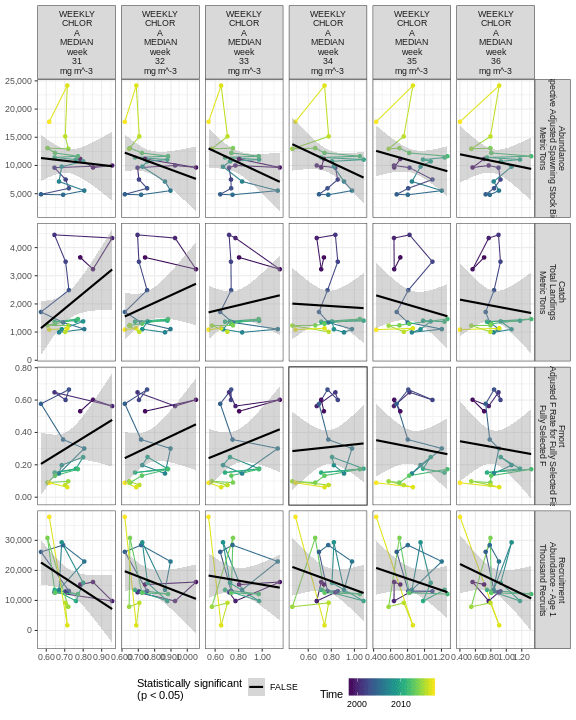 WEEKLY
CHLOR
A
MEDIAN
week
31
mg m^-3
WEEKLY
CHLOR
A
MEDIAN
week
32
mg m^-3
WEEKLY
CHLOR
A
MEDIAN
week
33
mg m^-3
WEEKLY
CHLOR
A
MEDIAN
week
34
mg m^-3
WEEKLY
CHLOR
A
MEDIAN
week
35
mg m^-3
WEEKLY
CHLOR
A
MEDIAN
week
36
mg m^-3
25,000
20,000
15,000
10,000
5,000
Abundance
Adjusted Spawning Stock
Metric Tons
4,000
3,000
2,000
1,000
0
Catch
Total Landings
Metric Tons
0.80
0.60
0.40
0.20
0.00
Fmort
Adjusted F Rate for Fully Selected
Fully Selected F
30,000
20,000
10,000
0
Recruitment
Abundance - Age 1
Thousand Recruits
0.60 0.70 0.80 0.90
0.60 0.70 0.80 0.90 1.00
0.60 0.80 1.00
0.60 0.80 1.00
0.40 0.60 0.80 1.00 1.20
0.40 0.60 0.80 1.00 1.20
Statistically significant
(p < 0.05)
FALSE
Time
2000 2010